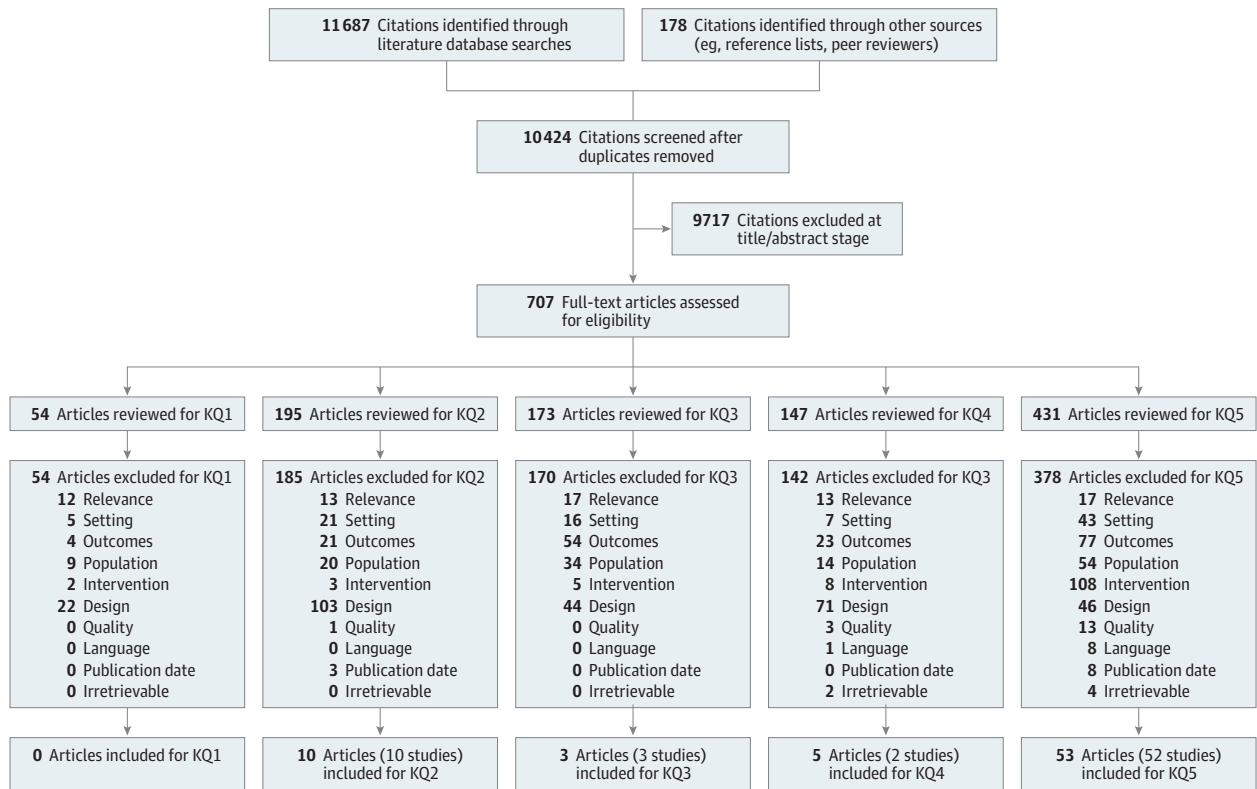 11687 Citations identified through
literature database searches
178 Citations identified through other sources
(eg, reference lists, peer reviewers)
10424 Citations screened after
duplicates removed
9717 Citations excluded at
title/abstract stage
707 Full-text articles assessed
for eligibility
54 Articles reviewed for KQ1
195 Articles reviewed for KQ2
173 Articles reviewed for KQ3
147 Articles reviewed for KQ4
431 Articles reviewed for KQ5
54 Articles excluded for KQ1
12 Relevance
5 Setting
4 Outcomes
9 Population
2 Intervention
22 Design
0 Quality
0 Language
0 Publication date
0 Irretrievable
185 Articles excluded for KQ2
13 Relevance
21 Setting
21 Outcomes
20 Population
3 Intervention
103 Design
1 Quality
0 Language
3 Publication date
0 Irretrievable
170 Articles excluded for KQ3
17 Relevance
16 Setting
54 Outcomes
34 Population
5 Intervention
44 Design
0 Quality
0 Language
0 Publication date
0 Irretrievable
142 Articles excluded for KQ3
13 Relevance
7 Setting
23 Outcomes
14 Population
8 Intervention
71 Design
3 Quality
1 Language
0 Publication date
2 Irretrievable
378 Articles excluded for KQ5
17 Relevance
43 Setting
77 Outcomes
54 Population
108 Intervention
46 Design
13 Quality
8 Language
8 Publication date
4 Irretrievable
0 Articles included for KQ1
10 Articles (10 studies)
included for KQ2
3 Articles (3 studies)
included for KQ3
5 Articles (2 studies)
included for KQ4
53 Articles (52 studies)
included for KQ5